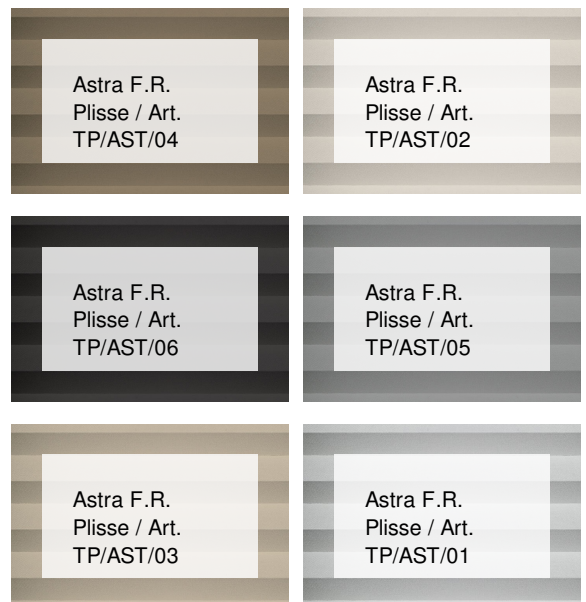 Astra F.R.
Plisse / Art.
TP/AST/04
Astra F.R.
Plisse / Art.
TP/AST/02
Astra F.R.
Plisse / Art.
TP/AST/06
Astra F.R.
Plisse / Art.
TP/AST/05
Astra F.R.
Plisse / Art.
TP/AST/03
Astra F.R.
Plisse / Art.
TP/AST/01